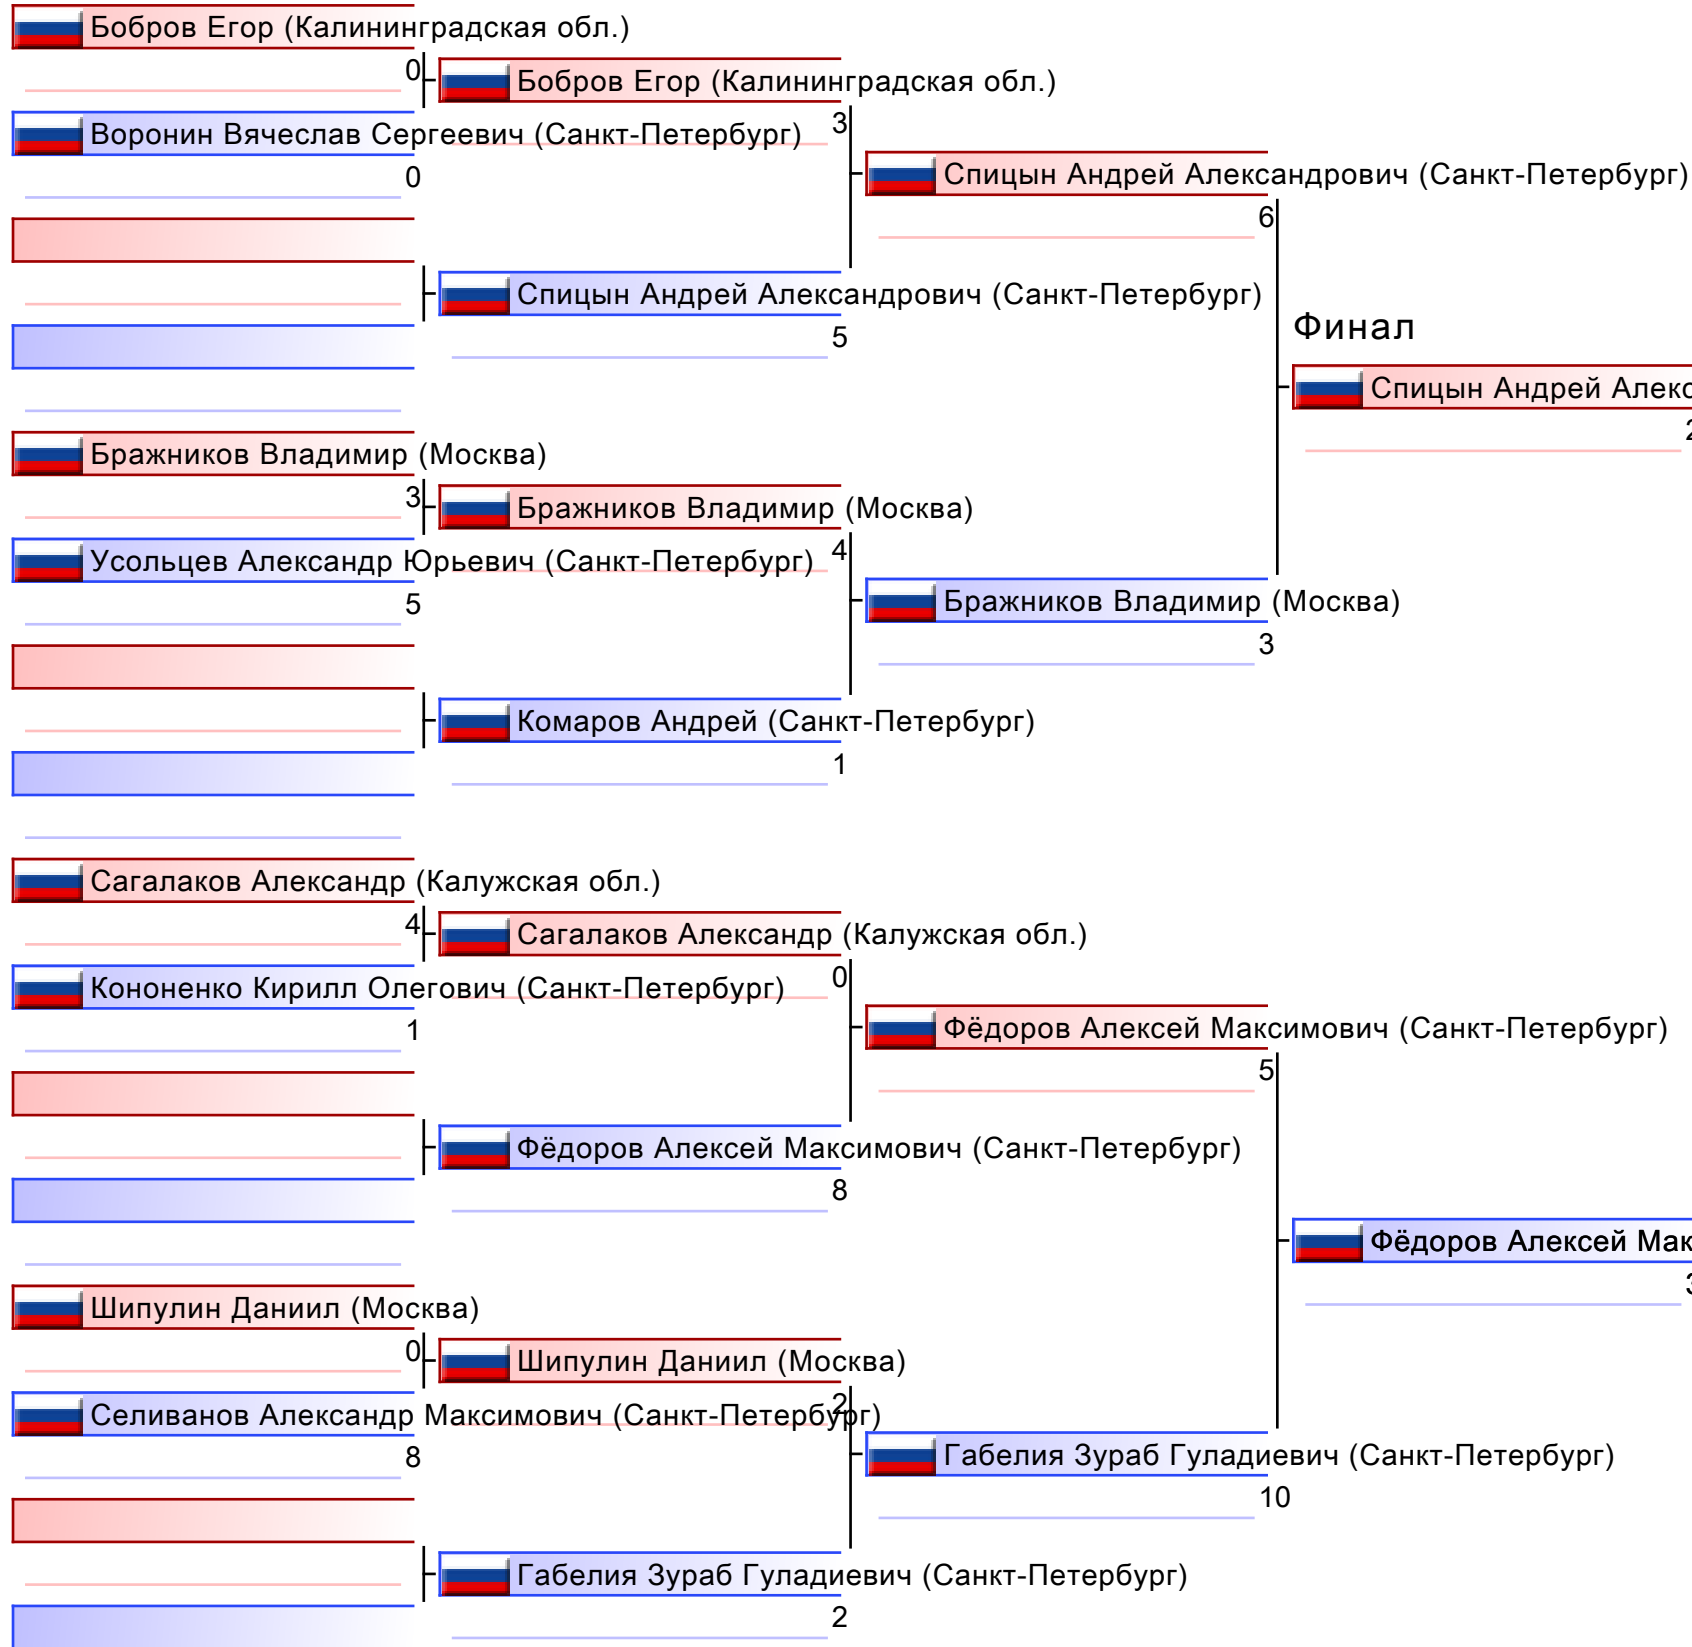 Бобров Егор (Калининградская обл.)
0
Воронин Вячеслав Сергеевич (Санкт-Петербург)
0
Бражников Владимир (Москва)
3
Усольцев Александр Юрьевич (Санкт-Петербург)
5
Сагалаков Александр (Калужская обл.)
4
Кононенко Кирилл Олегович (Санкт-Петербург)
1
Шипулин Даниил (Москва)
0
Селиванов Александр Максимович (Санкт-Петербург)
8
Бобров Егор (Калининградская обл.)
3
Спицын Андрей Александрович (Санкт-Петербург)
5
Бражников Владимир (Москва)
4
Комаров Андрей (Санкт-Петербург)
1
Сагалаков Александр (Калужская обл.)
0
Фёдоров Алексей Максимович (Санкт-Петербург)
8
Шипулин Даниил (Москва)
2
Габелия Зураб Гуладиевич (Санкт-Петербург)
2
Спицын Андрей Александрович (Санкт-Петербург)
6
Бражников Владимир (Москва)
3
Фёдоров Алексей Максимович (Санкт-Петербург)
5
Габелия Зураб Гуладиевич (Санкт-Петербург)
10
Финал
Спицын Андрей
Фёдоров Алексей Мак